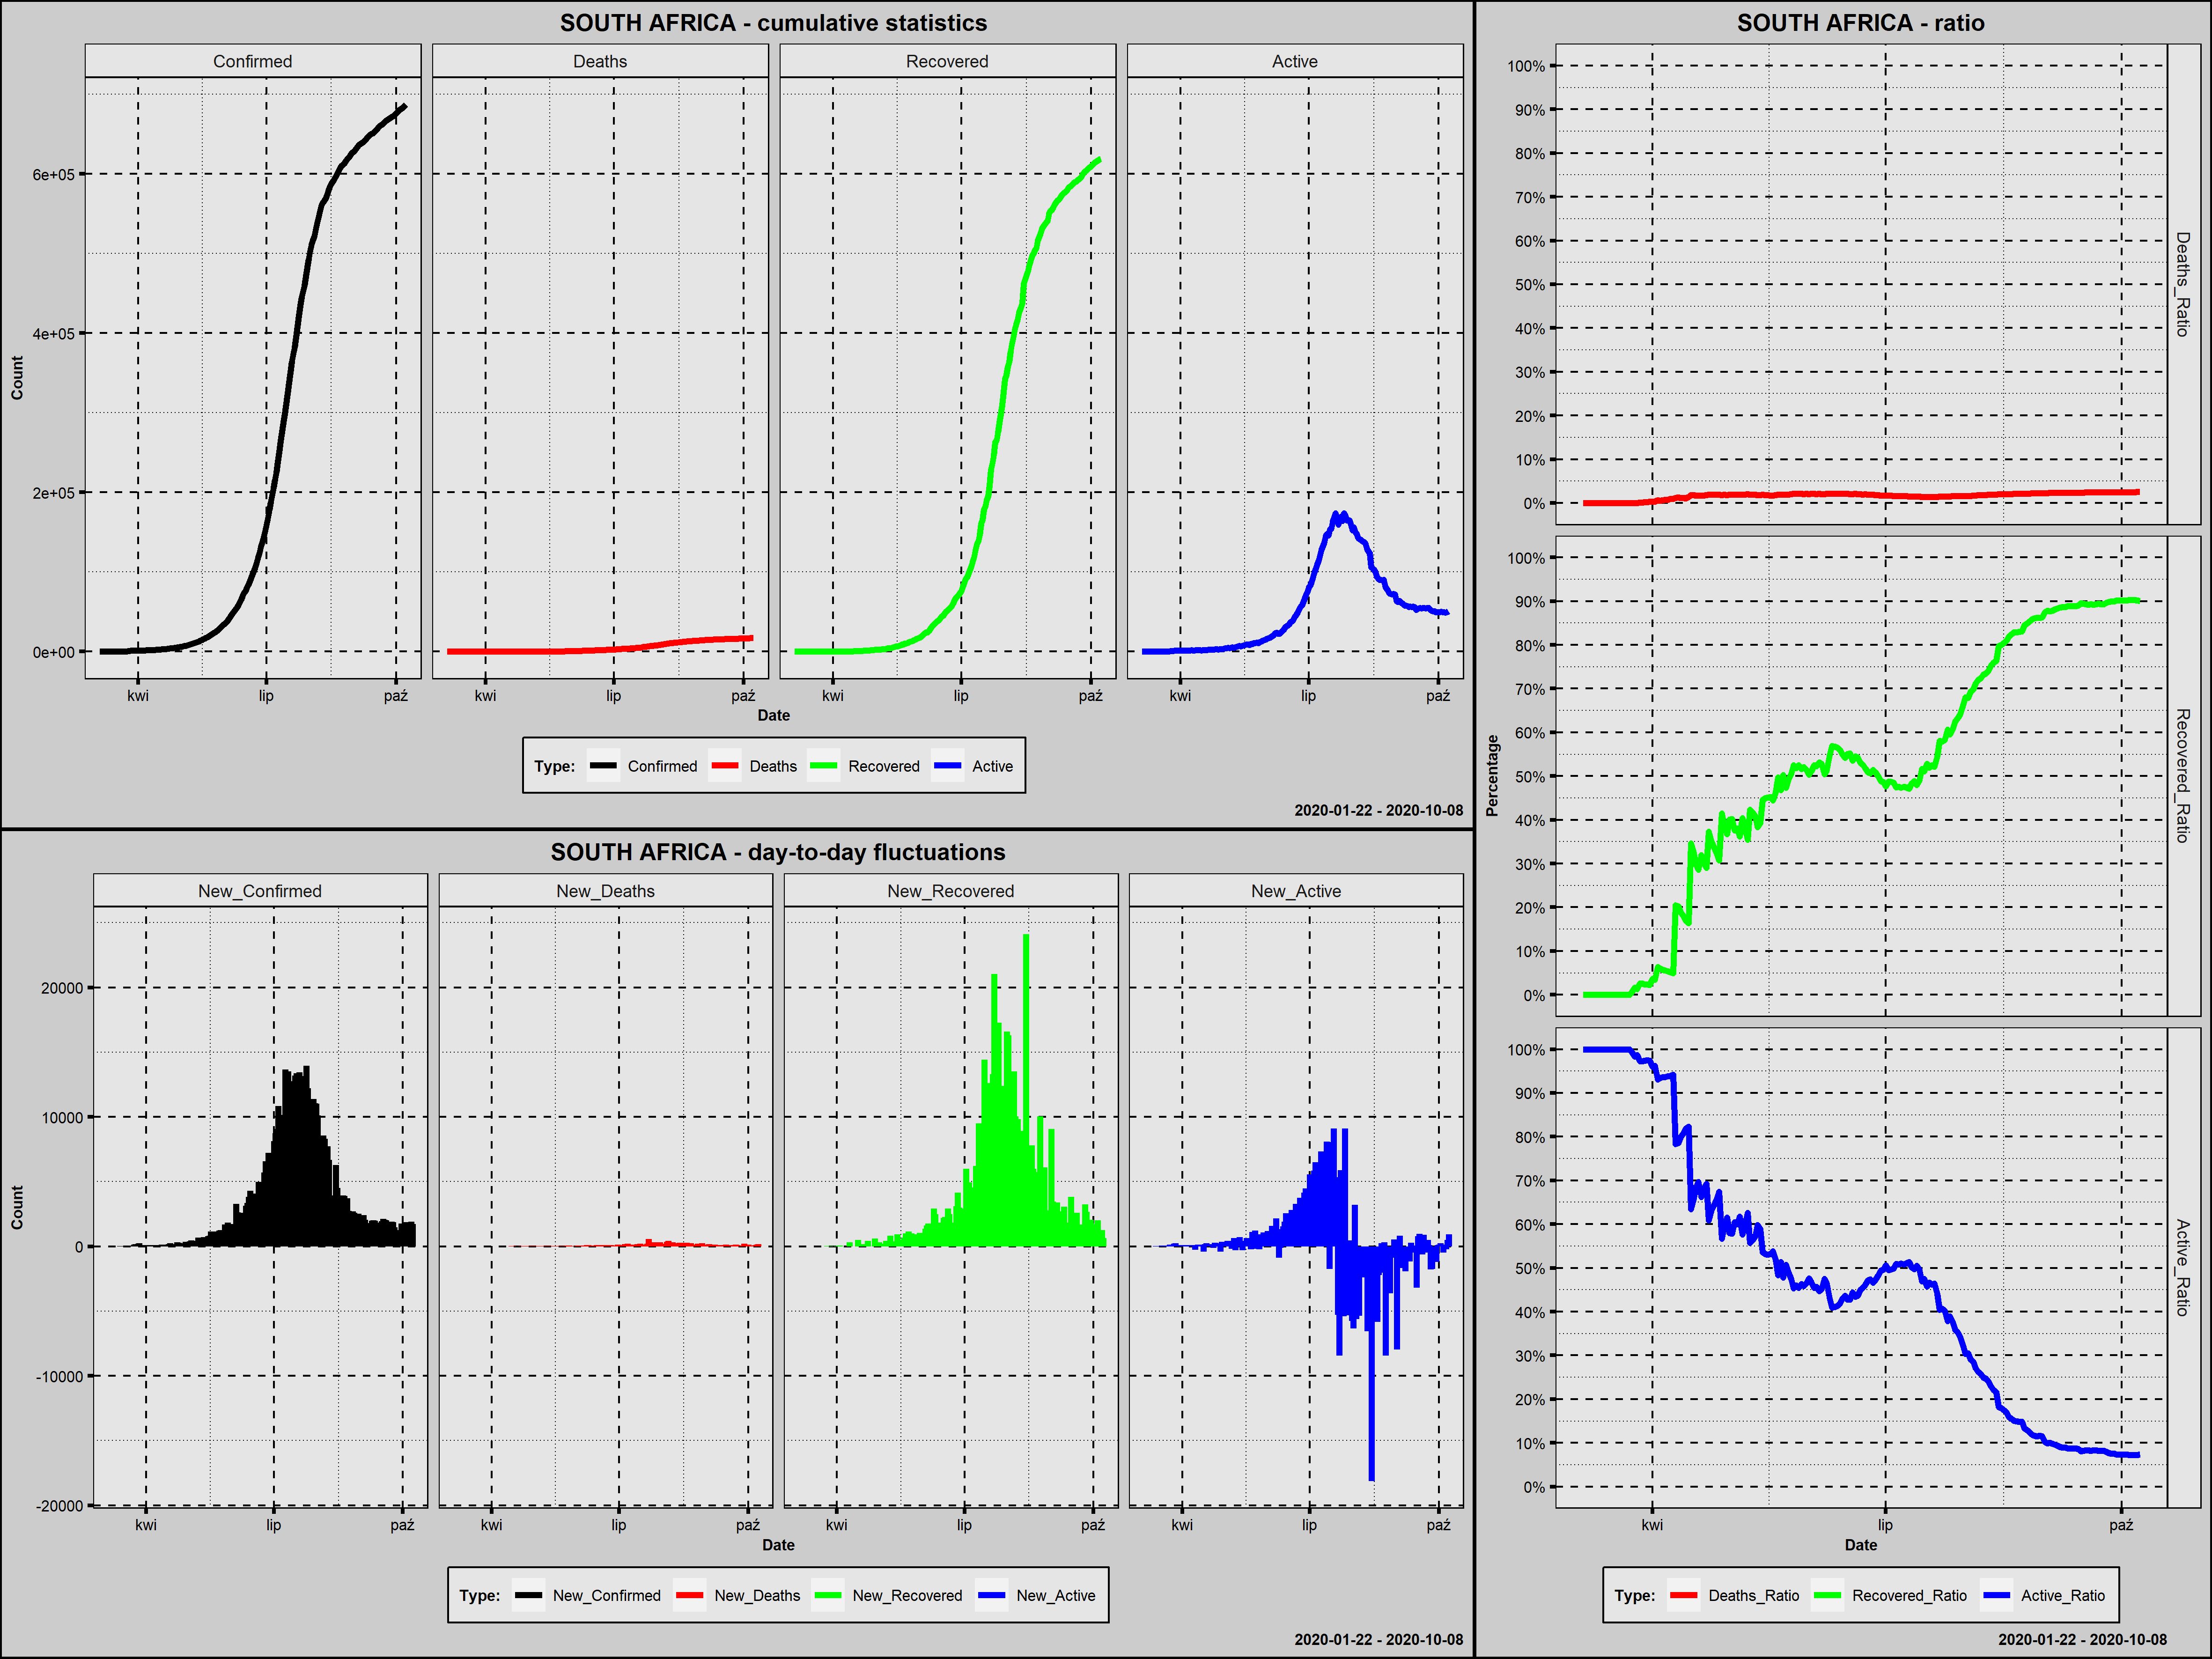 SOUTH AFRICA - cumulative statistics
Confirmed Deaths Recovered Active
6e+05
4e+05
2e+05
0e+00
Count
kwi lip paź kwi lip paź kwi lip paź kwi lip paź
Date
Type: Confirmed Deaths Recovered Active
2020-01-22 - 2020-10-08
SOUTH AFRICA - day-to-day fluctuations
New_Confirmed New_Deaths New_Recovered New_Active
20000
10000
0
-10000
-20000
Count
kwi lip paź kwi lip paź kwi lip paź kwi lip paź
Date
Type: New_Confirmed New_Deaths New_Recovered New_Active
2020-01-22 - 2020-10-08
SOUTH AFRICA - ratio
100%
90%
80%
70%
60%
50%
40%
30%
20%
10%
0%
Deaths_Ratio
100%
90%
80%
70%
60%
50%
40%
30%
20%
10%
0%
Recovered_Ratio
100%
90%
80%
70%
60%
50%
40%
30%
20%
10%
0%
Active_Ratio
Percentage
kwi lip paź
Date
Type: Deaths_Ratio Recovered_Ratio Active_Ratio
2020-01-22 - 2020-10-08